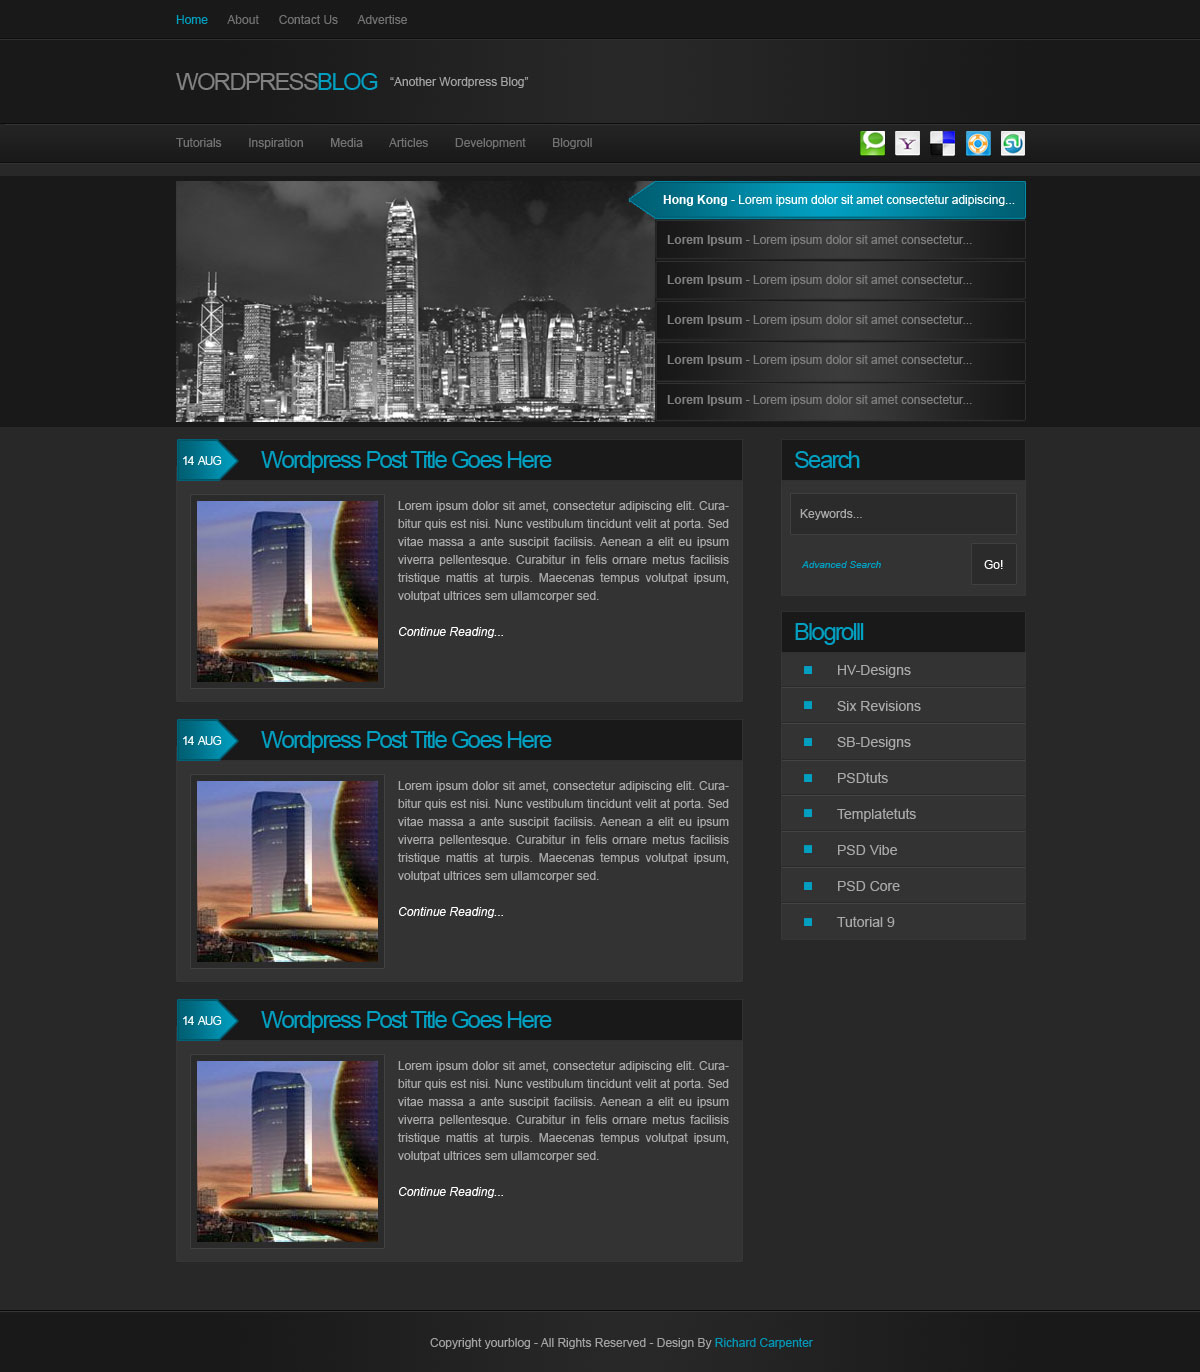 Home About Contact Us Advertise
WORDPRESSBLOG “Another Wordpress Blog”
Tutorials Inspiration Media Articles Development Blogroll
Hong Kong - Lorem ipsum dolor sit amet consectetur adipiscing...
Lorem Ipsum - Lorem ipsum dolor sit amet consectetur...
Lorem Ipsum - Lorem ipsum dolor sit amet consectetur...
Lorem Ipsum - Lorem ipsum dolor sit amet consectetur...
Lorem Ipsum - Lorem ipsum dolor sit amet consectetur...
Lorem Ipsum - Lorem ipsum dolor sit amet consectetur...
14 AUG Wordpress Post Title Goes Here
Lorem ipsum dolor sit amet, consectetur adipiscing elit. Cura-
bitur quis est nisi. Nunc vestibulum tincidunt velit at porta. Sed
vitae massa a ante suscipit facilisis. Aenean a elit eu ipsum
viverra pellentesque. Curabitur in felis ornare metus facilisis
tristique mattis at turpis. Maecenas tempus volutpat ipsum,
volutpat ultrices sem ullamcorper sed.
Continue Reading...
14 AUG Wordpress Post Title Goes Here
Lorem ipsum dolor sit amet, consectetur adipiscing elit. Cura-
bitur quis est nisi. Nunc vestibulum tincidunt velit at porta. Sed
vitae massa a ante suscipit facilisis. Aenean a elit eu ipsum
viverra pellentesque. Curabitur in felis ornare metus facilisis
tristique mattis at turpis. Maecenas tempus volutpat ipsum,
volutpat ultrices sem ullamcorper sed.
Continue Reading...
14 AUG Wordpress Post Title Goes Here
Lorem ipsum dolor sit amet, consectetur adipiscing elit. Cura-
bitur quis est nisi. Nunc vestibulum tincidunt velit at porta. Sed
vitae massa a ante suscipit facilisis. Aenean a elit eu ipsum
viverra pellentesque. Curabitur in felis ornare metus facilisis
tristique mattis at turpis. Maecenas tempus volutpat ipsum,
volutpat ultrices sem ullamcorper sed.
Continue Reading...
Search
Keywords...
Advanced Search Go!
Blogrolll
HV-Designs
Six Revisions
SB-Designs
PSDtuts
Templatetuts
PSD Vibe
PSD Core
Tutorial 9
Copyright yourblog - All Rights Reserved - Design By Richard Carpenter